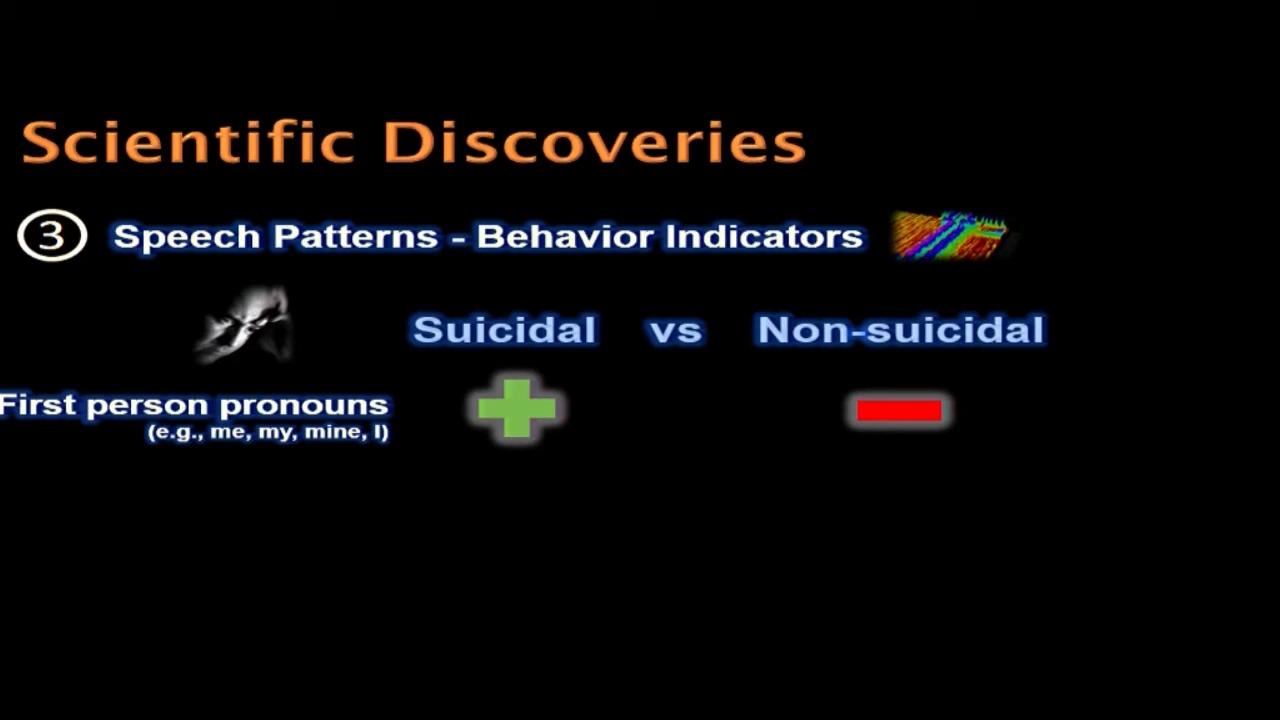 Scientific Discoveries
3 Speech Patterns - Behavior Indicators
Suicidal vs Non-suicidal
First person pronouns
(e.g., me, my, mine, I)